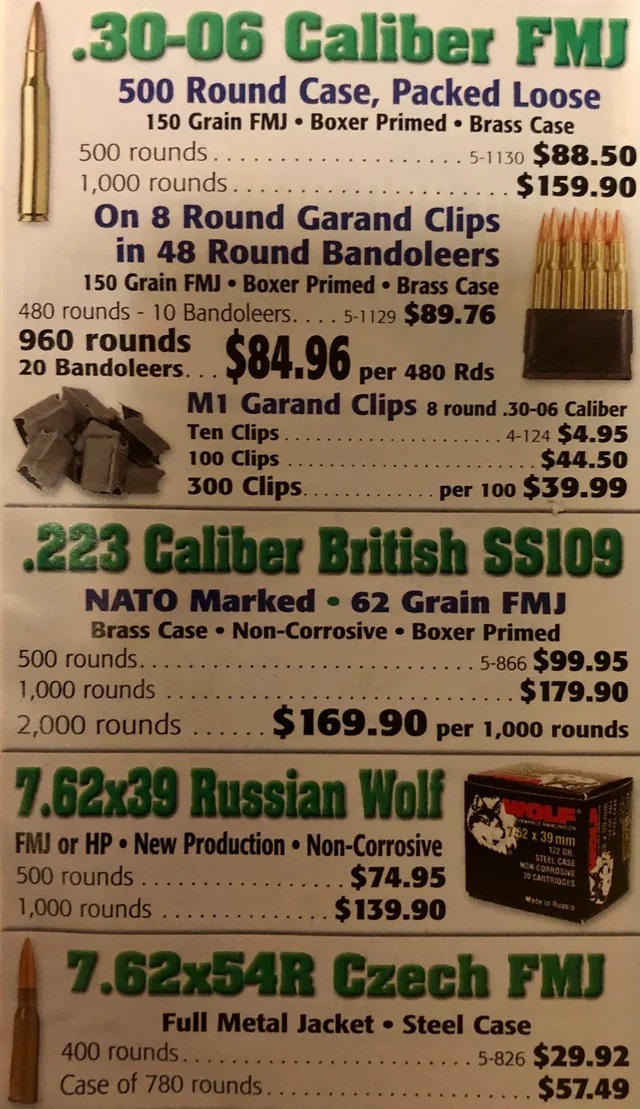 .30-06 Caliber FMJ
500 Round Case, Packed Loose
150 Grain FMJ • Boxer Primed • Brass Case
500 rounds.................... 5-1130 $88.50
1,000 rounds......................... $159.90
On 8 Round Garand Clips
in 48 Round Bandoleers
150 Grain FMJ • Boxer Primed • Brass Case
480 rounds - 10 Bandoleers.... 5-1129 $89.76
960 rounds
20 Bandoleers... $84.96 per 480 Rds
M1 Garand Clips 8 round .30-06 Caliber
Ten Clips...................... 4-124 $4.95
100 Clips......................... $44.50
300 Clips............. per 100 $39.99
.223 Caliber British SS109
NATO Marked • 62 Grain FMJ
Brass Case • Non-Corrosive • Boxer Primed
500 rounds.............................. 5-866 $99.95
1,000 rounds ................................ $179.90
2,000 rounds ...... $169.90 per 1,000 rounds
7.62x39 Russian Wolf
FMJ or HP • New Production • Non-Corrosive
500 rounds .................. $74.95
1,000 rounds ............... $139.90
WOLF
PERFORMANCE AMMUNITION
7.62 x 39 mm
122 GR.
STEEL CASE
NON-CORROSIVE
20 CARTRIDGES
Made in Russia
7.62x54R Czech FMJ
Full Metal Jacket • Steel Case
400 rounds......................... 5-826 $29.92
Case of 780 rounds...................... $57.49